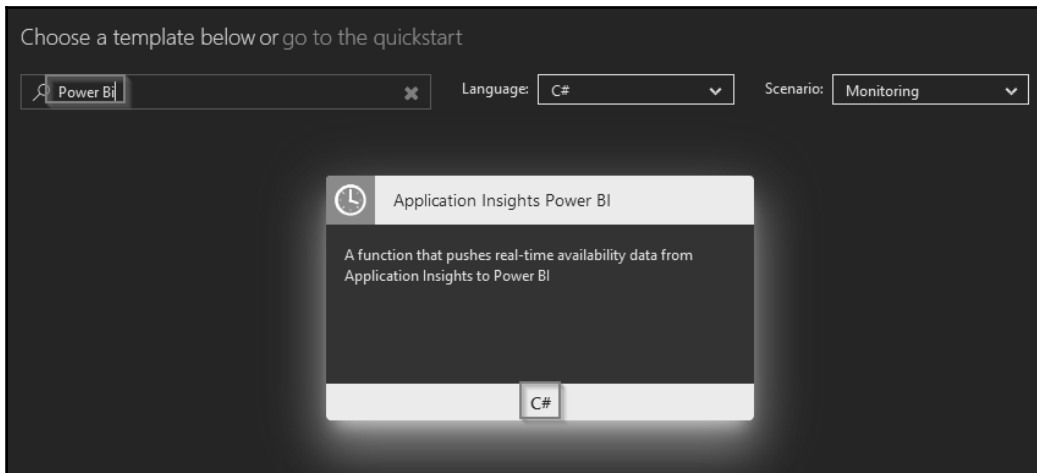 Choose a template below or go to the quickstart
Power Bi
Language: C#
Scenario: Monitoring
Application Insights Power BI
A function that pushes real-time availability data from
Application Insights to Power BI
C#